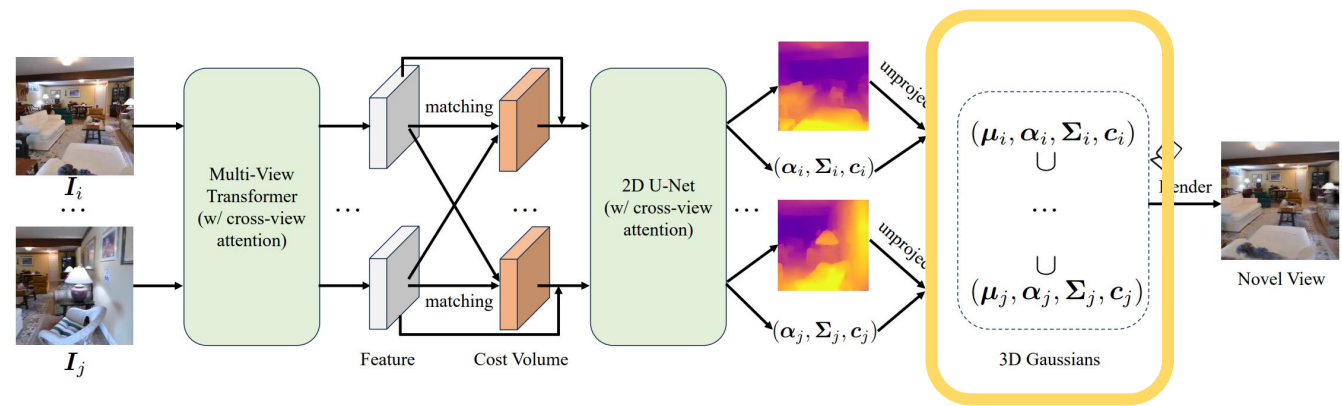 I_i
...
I_j
Multi-View
Transformer
(w/ cross-view
attention)
...
matching
matching
...
Feature
Cost Volume
2D U-Net
(w/ cross-view
attention)
...
(α_i, Σ_i, c_i)
(α_j, Σ_j, c_j)
(μ_i, α_i, Σ_i, c_i)
∪
...
∪
(μ_j, α_j, Σ_j, c_j)
3D Gaussians
Novel View